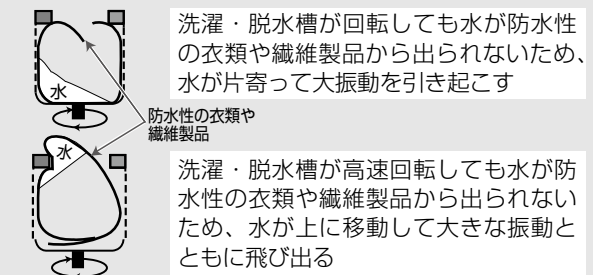 洗濯・脱水槽が回転しても水が防水性
の衣類や繊維製品から出られないため、
水が片寄って大振動を引き起こす
水
防水性の衣類や
繊維製品
水
洗濯・脱水槽が高速回転しても水が防
水性の衣類や繊維製品から出られない
ため、水が上に移動して大きな振動と
ともに飛び出る